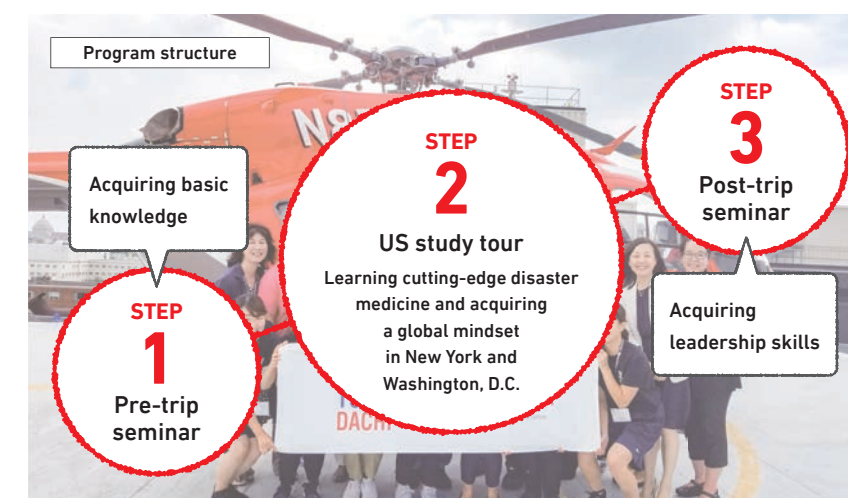 Program structure
Acquiring basic
knowledge
STEP
1
Pre-trip
seminar
STEP
2
US study tour
Learning cutting-edge disaster
medicine and acquiring
a global mindset
in New York and
Washington, D.C.
STEP
3
Post-trip
seminar
Acquiring
leadership skills